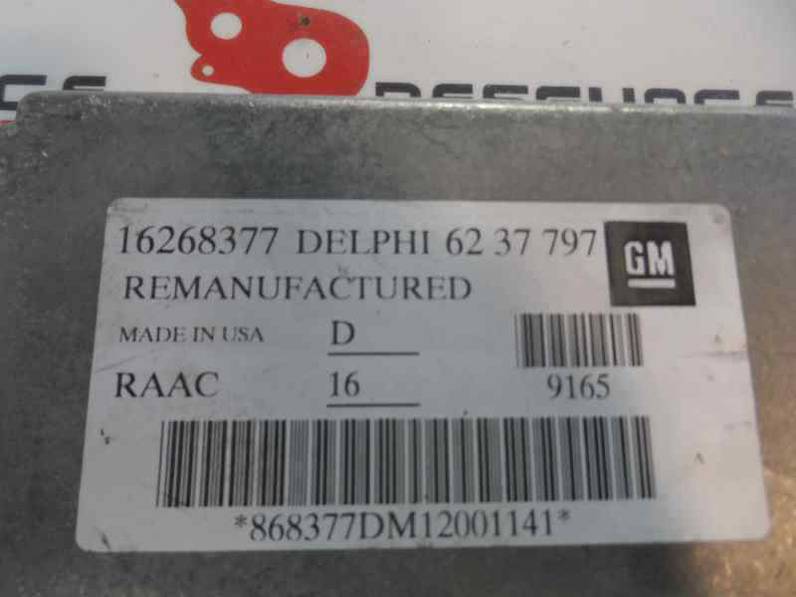 16268377 DELPHI 62 37 797
GM
REMANUFACTURED
MADE IN USA D
RAAC 16 9165
*868377DM12001141*